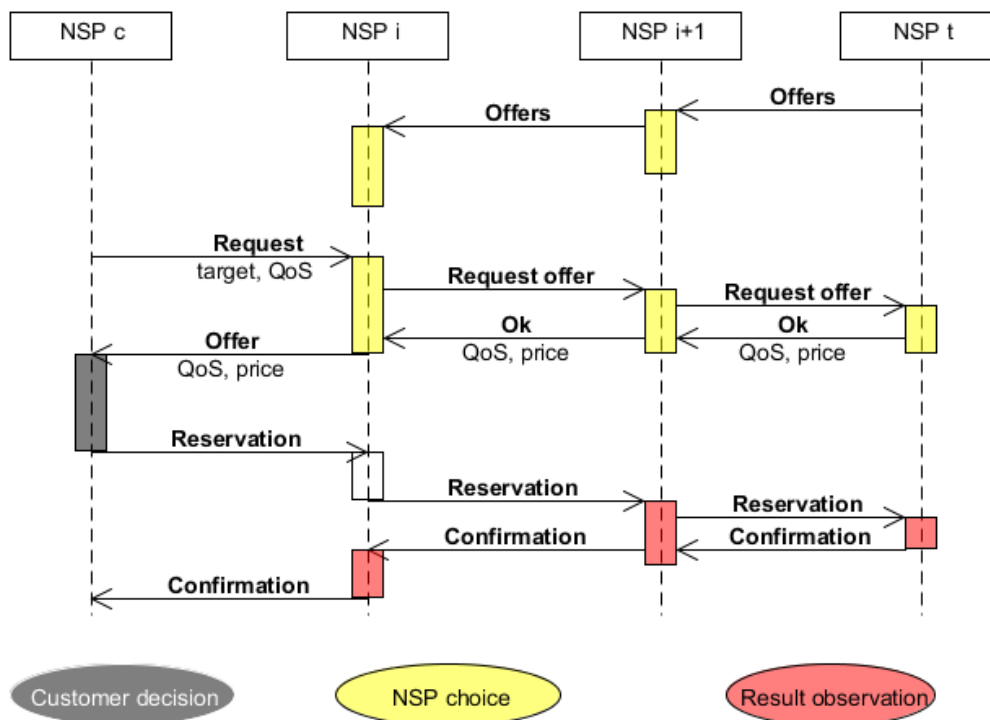 NSP c
NSP i
NSP i+1
NSP t
Offers
Offers
Request
target, QoS
Request offer
Request offer
Ok
QoS, price
Ok
QoS, price
Offer
QoS, price
Reservation
Reservation
Reservation
Confirmation
Confirmation
Confirmation
Customer decision
NSP choice
Result observation